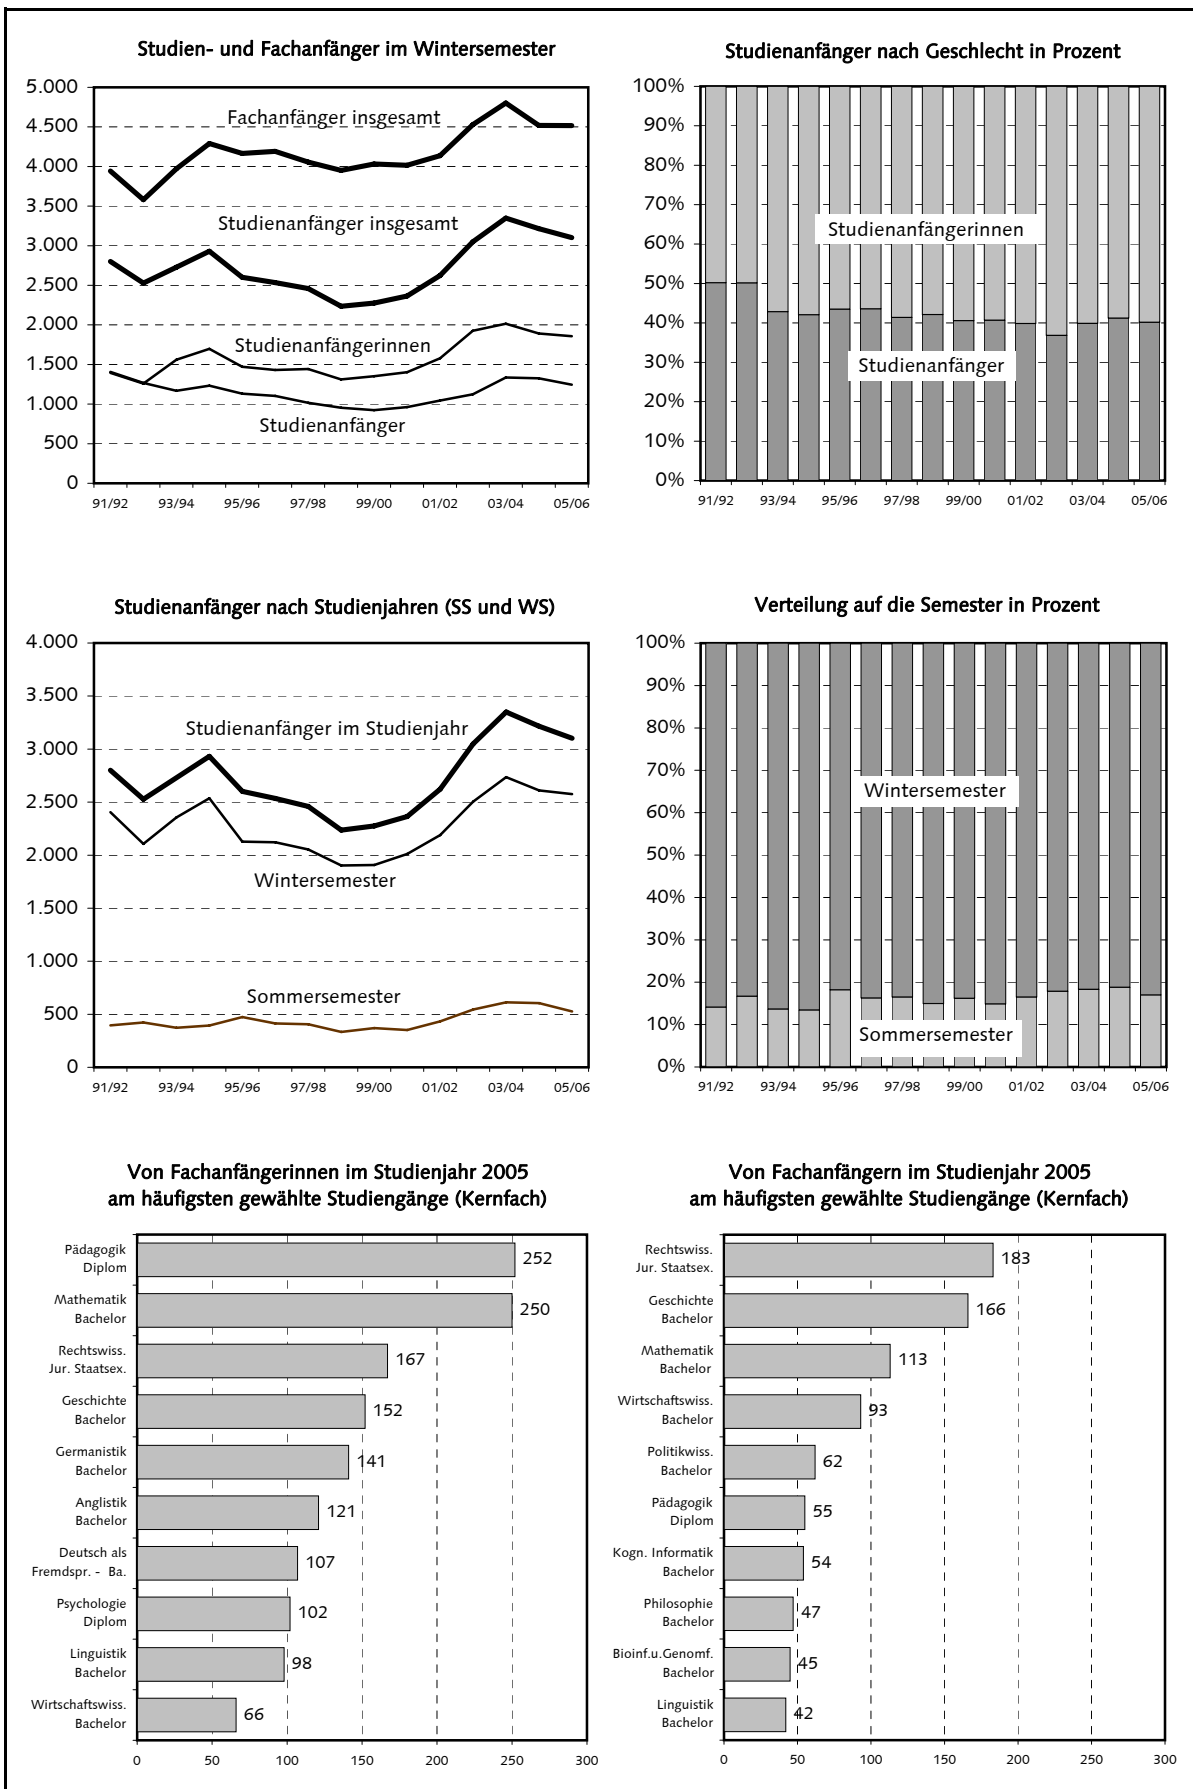 Studien- und Fachanfänger im Wintersemester
5.000
4.500
4.000
3.500
3.000
2.500
2.000
1.500
1.000
500
0
Fachanfänger insgesamt
Studienanfänger insgesamt
Studienanfängerinnen
Studienanfänger
91/92 93/94 95/96 97/98 99/00 01/02 03/04 05/06
Studienanfänger nach Geschlecht in Prozent
100%
90%
80%
70%
60%
50%
40%
30%
20%
10%
0%
Studienanfängerinnen
Studienanfänger
91/92 93/94 95/96 97/98 99/00 01/02 03/04 05/06
Studienanfänger nach Studienjahren (SS und WS)
4.000
3.500
3.000
2.500
2.000
1.500
1.000
500
0
Studienanfänger im Studienjahr
Wintersemester
Sommersemester
91/92 93/94 95/96 97/98 99/00 01/02 03/04 05/06
Verteilung auf die Semester in Prozent
100%
90%
80%
70%
60%
50%
40%
30%
20%
10%
0%
Wintersemester
Sommersemester
91/92 93/94 95/96 97/98 99/00 01/02 03/04 05/06
Von Fachanfängerinnen im Studienjahr 2005
am häufigsten gewählte Studiengänge (Kernfach)
Pädagogik
Diplom
252
Mathematik
Bachelor
250
Rechtswiss.
Jur. Staatsex.
167
Geschichte
Bachelor
152
Germanistik
Bachelor
141
Anglistik
Bachelor
121
Deutsch als
Fremdspr. - Ba.
107
Psychologie
Diplom
102
Linguistik
Bachelor
98
Wirtschaftswiss.
Bachelor
66
0 50 100 150 200 250 300
Von Fachanfängern im Studienjahr 2005
am häufigsten gewählte Studiengänge (Kernfach)
Rechtswiss.
Jur. Staatsex.
183
Geschichte
Bachelor
166
Mathematik
Bachelor
113
Wirtschaftswiss.
Bachelor
93
Politikwiss.
Bachelor
62
Pädagogik
Diplom
55
Kogn. Informatik
Bachelor
54
Philosophie
Bachelor
47
Bioinf.u.Genomf.
Bachelor
45
Linguistik
Bachelor
42
0 50 100 150 200 250 300